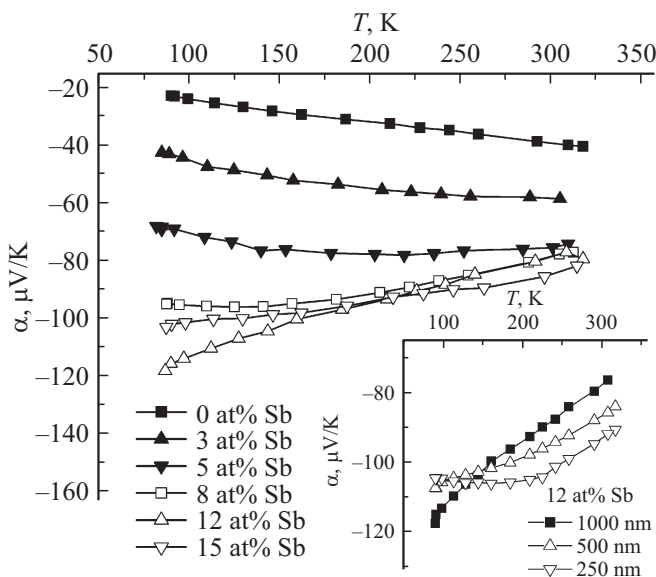 T, K
50 100 150 200 250 300 350
−20
−40
−60
−80
−100
−120
−140
−160
α, μV/K
0 at% Sb
3 at% Sb
5 at% Sb
8 at% Sb
12 at% Sb
15 at% Sb
T, K
100 200 300
−80
−100
−120
α, μV/K
12 at% Sb
1000 nm
500 nm
250 nm